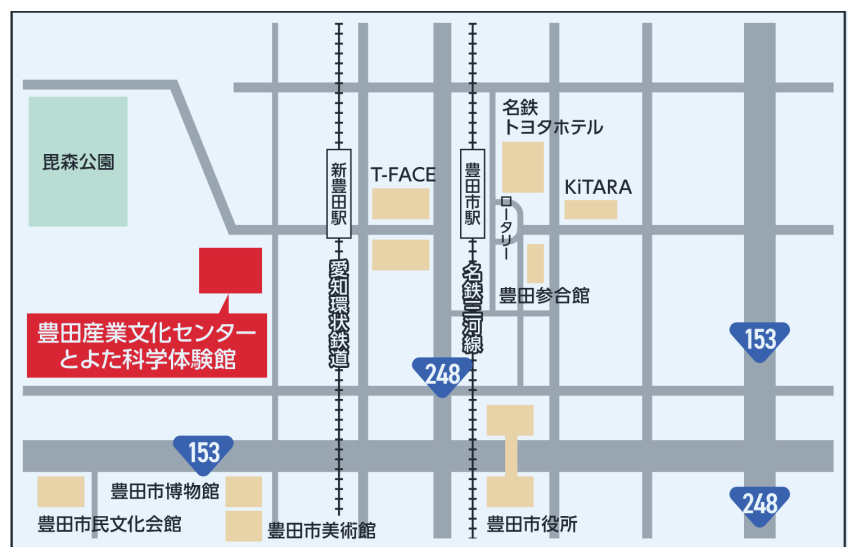 名鉄
トヨタホテル
毘森公園
新豊田駅
T-FACE
豊田市駅
KiTARA
ロータリー
愛知環状鉄道
名鉄三河線
豊田参合館
豊田産業文化センター
とよた科学体験館
153
248
153
豊田市博物館
248
豊田市民文化会館
豊田市美術館
豊田市役所